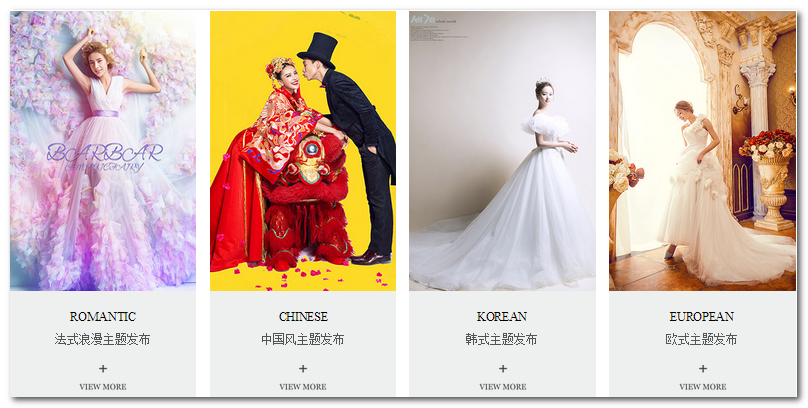 BCARBCAR
ROMANTIC
法式浪漫主题发布
+
VIEW MORE
CHINESE
中国风主题发布
+
VIEW MORE
KOREAN
韩式主题发布
+
VIEW MORE
EUROPEAN
欧式主题发布
+
VIEW MORE